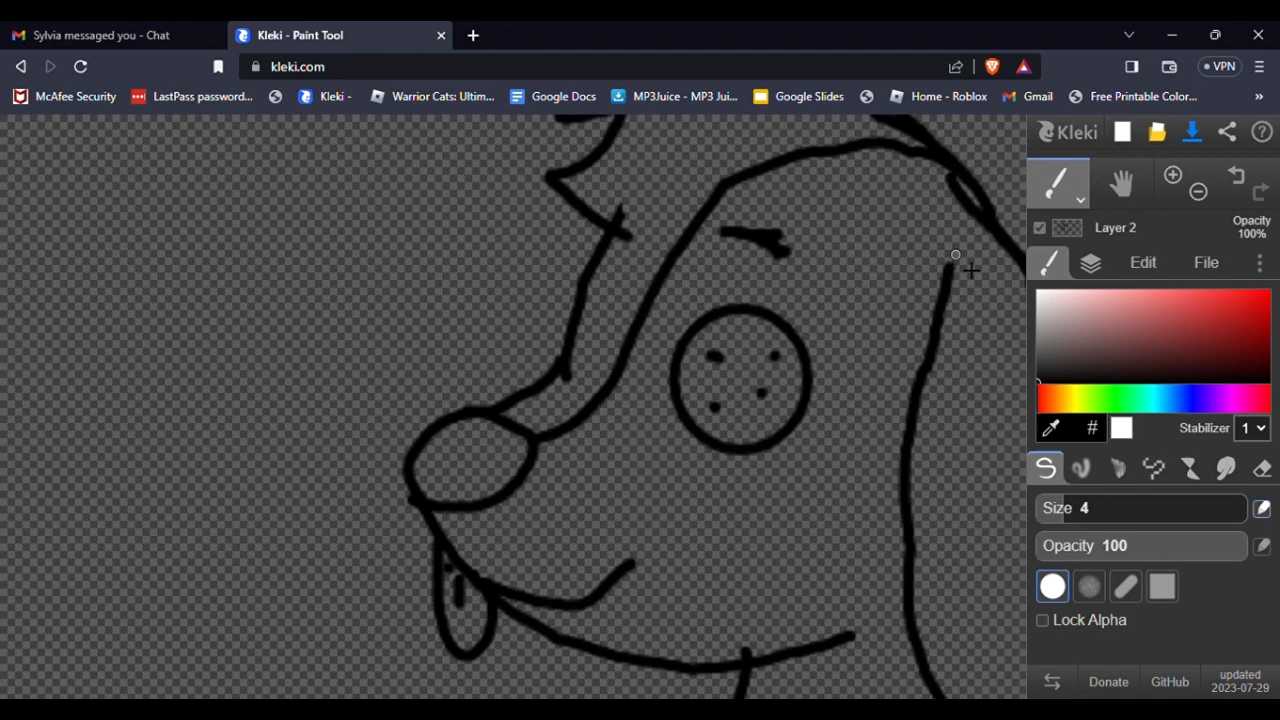 Sylvia messaged you - Chat
Kleki - Paint Tool
kleki.com
VPN
McAfee Security
LastPass password...
Kleki -
Warrior Cats: Ultim...
Google Docs
MP3Juice - MP3 Jui...
Google Slides
Home - Roblox
Gmail
Free Printable Color...
»
Kleki
Layer 2
Opacity
100%
Edit
File
#
Stabilizer
1
Size 4
Opacity 100
Lock Alpha
Donate
GitHub
updated
2023-07-29